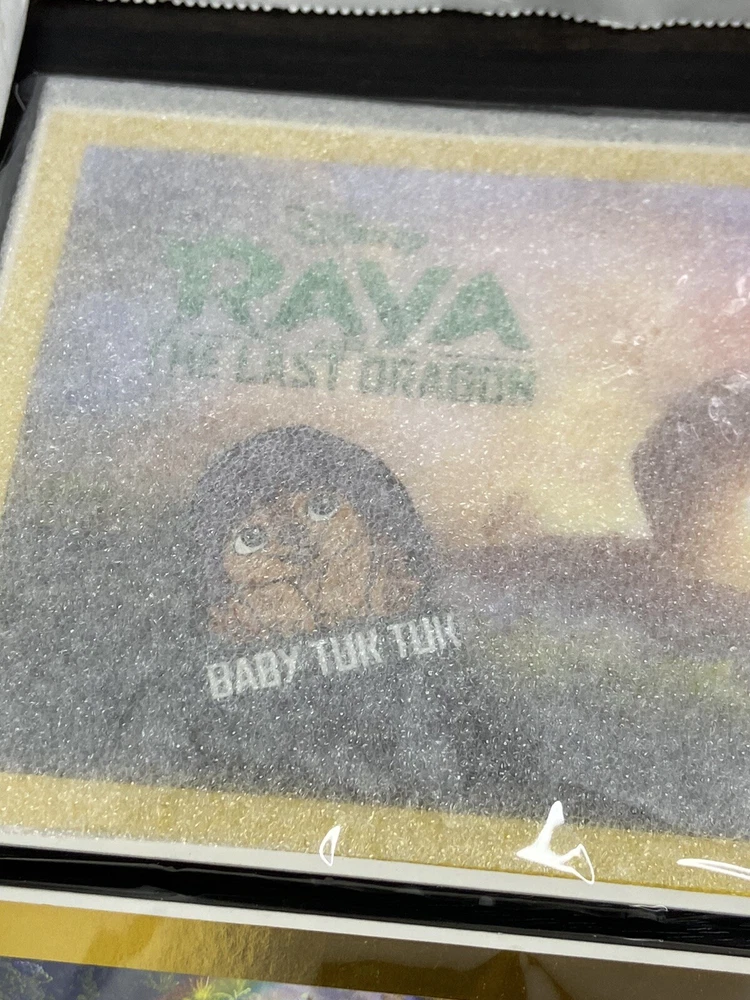 Disney
RAYA
THE LAST DRAGON
BABY TUK TUK